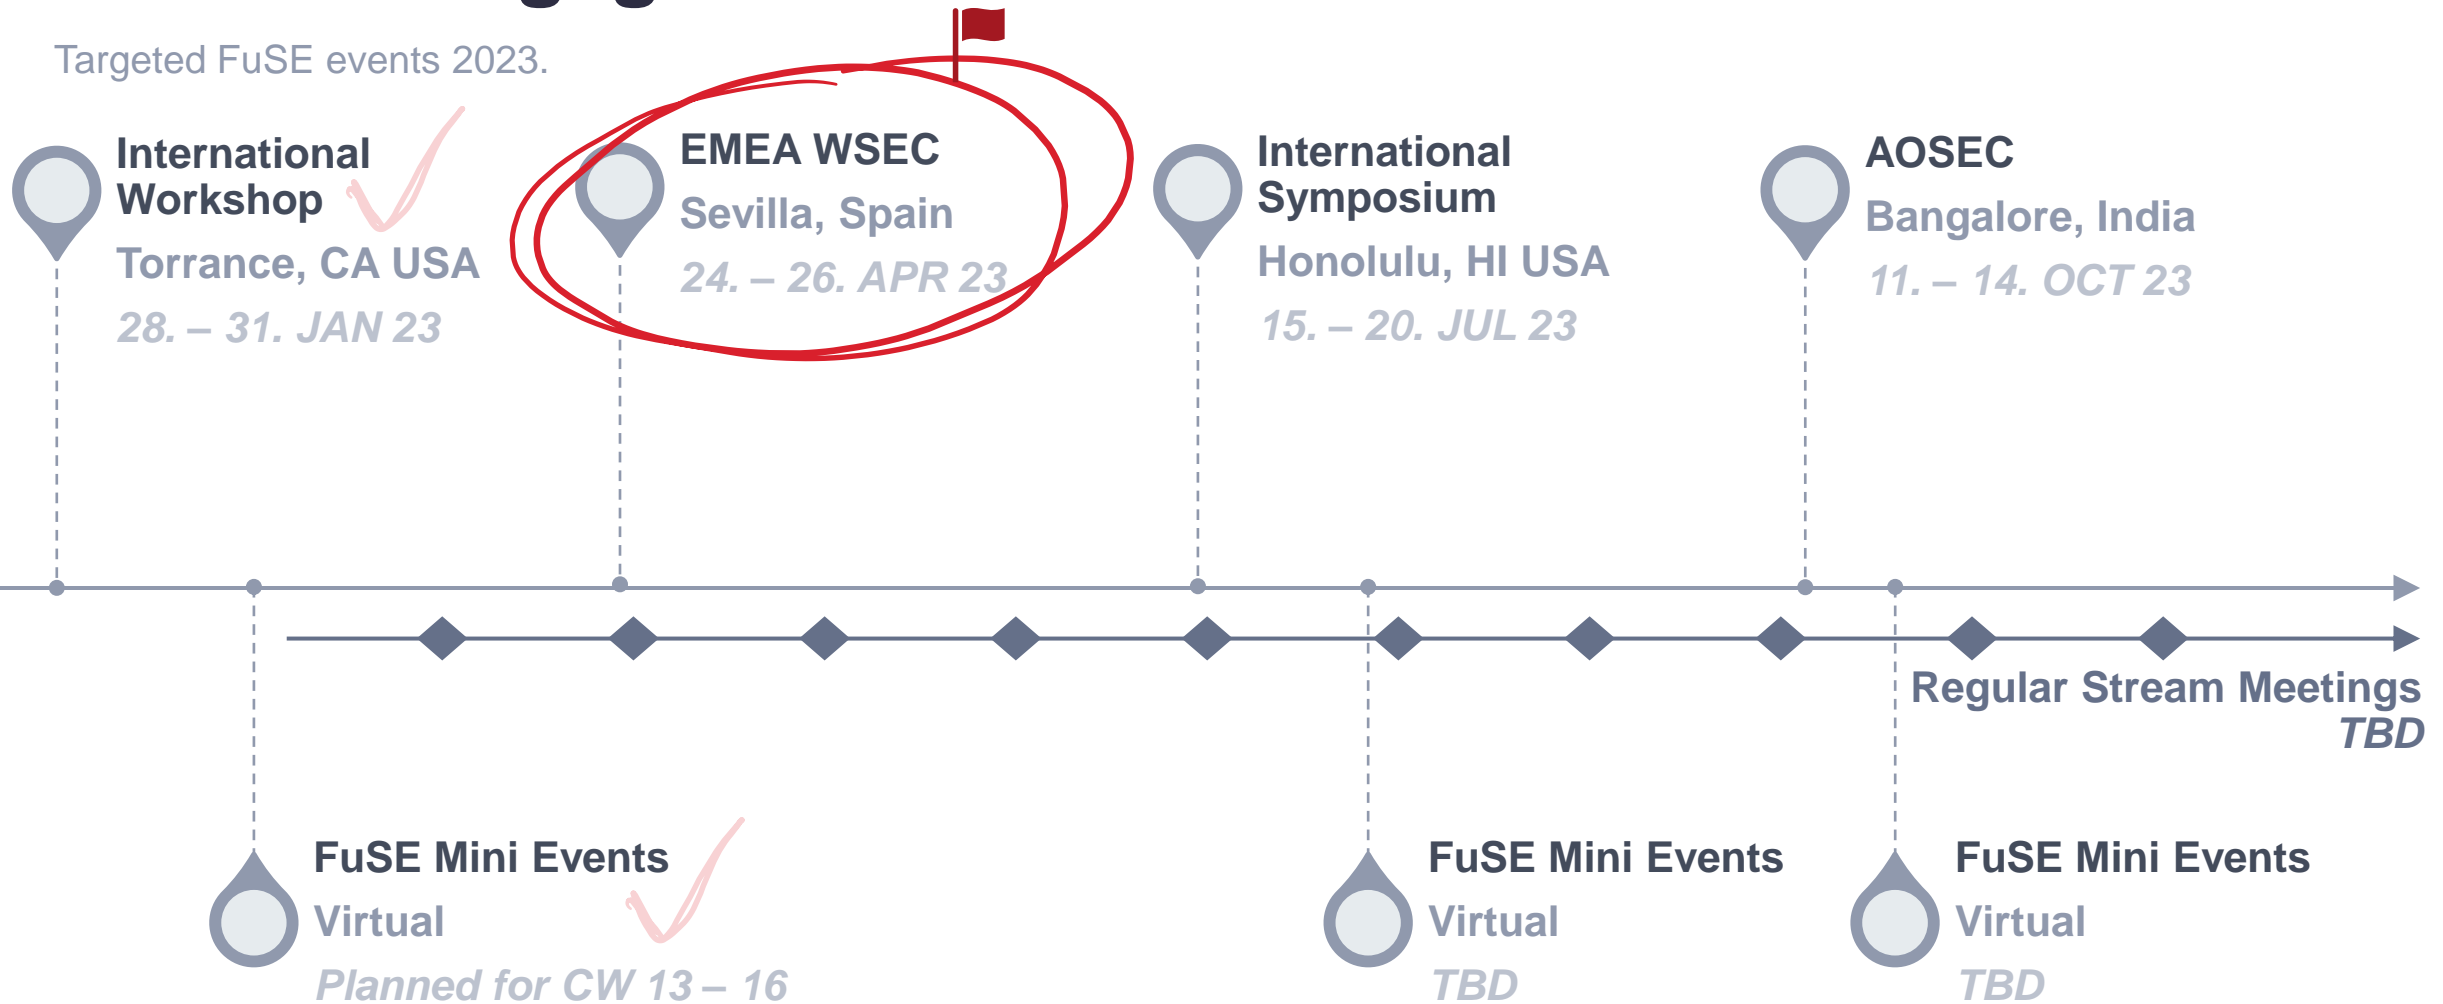 Targeted FuSE events 2023.
International
Workshop
Torrance, CA USA
28. – 31. JAN 23
EMEA WSEC
Sevilla, Spain
24. – 26. APR 23
International
Symposium
Honolulu, HI USA
15. – 20. JUL 23
AOSEC
Bangalore, India
11. – 14. OCT 23
Regular Stream Meetings
TBD
FuSE Mini Events
Virtual
Planned for CW 13 – 16
FuSE Mini Events
Virtual
TBD
FuSE Mini Events
Virtual
TBD